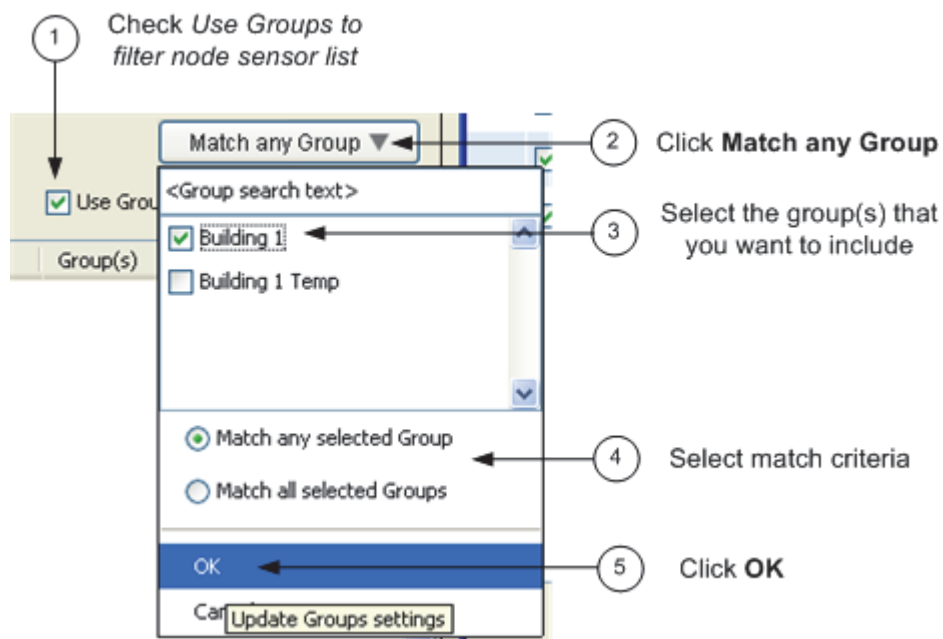 1
Check Use Groups to
filter node sensor list
Match any Group
2
Click Match any Group
Use Grou
<Group search text>
3
Select the group(s) that
you want to include
Building 1
Group(s)
Building 1 Temp
Match any selected Group
4
Select match criteria
Match all selected Groups
OK
5
Click OK
Update Groups settings